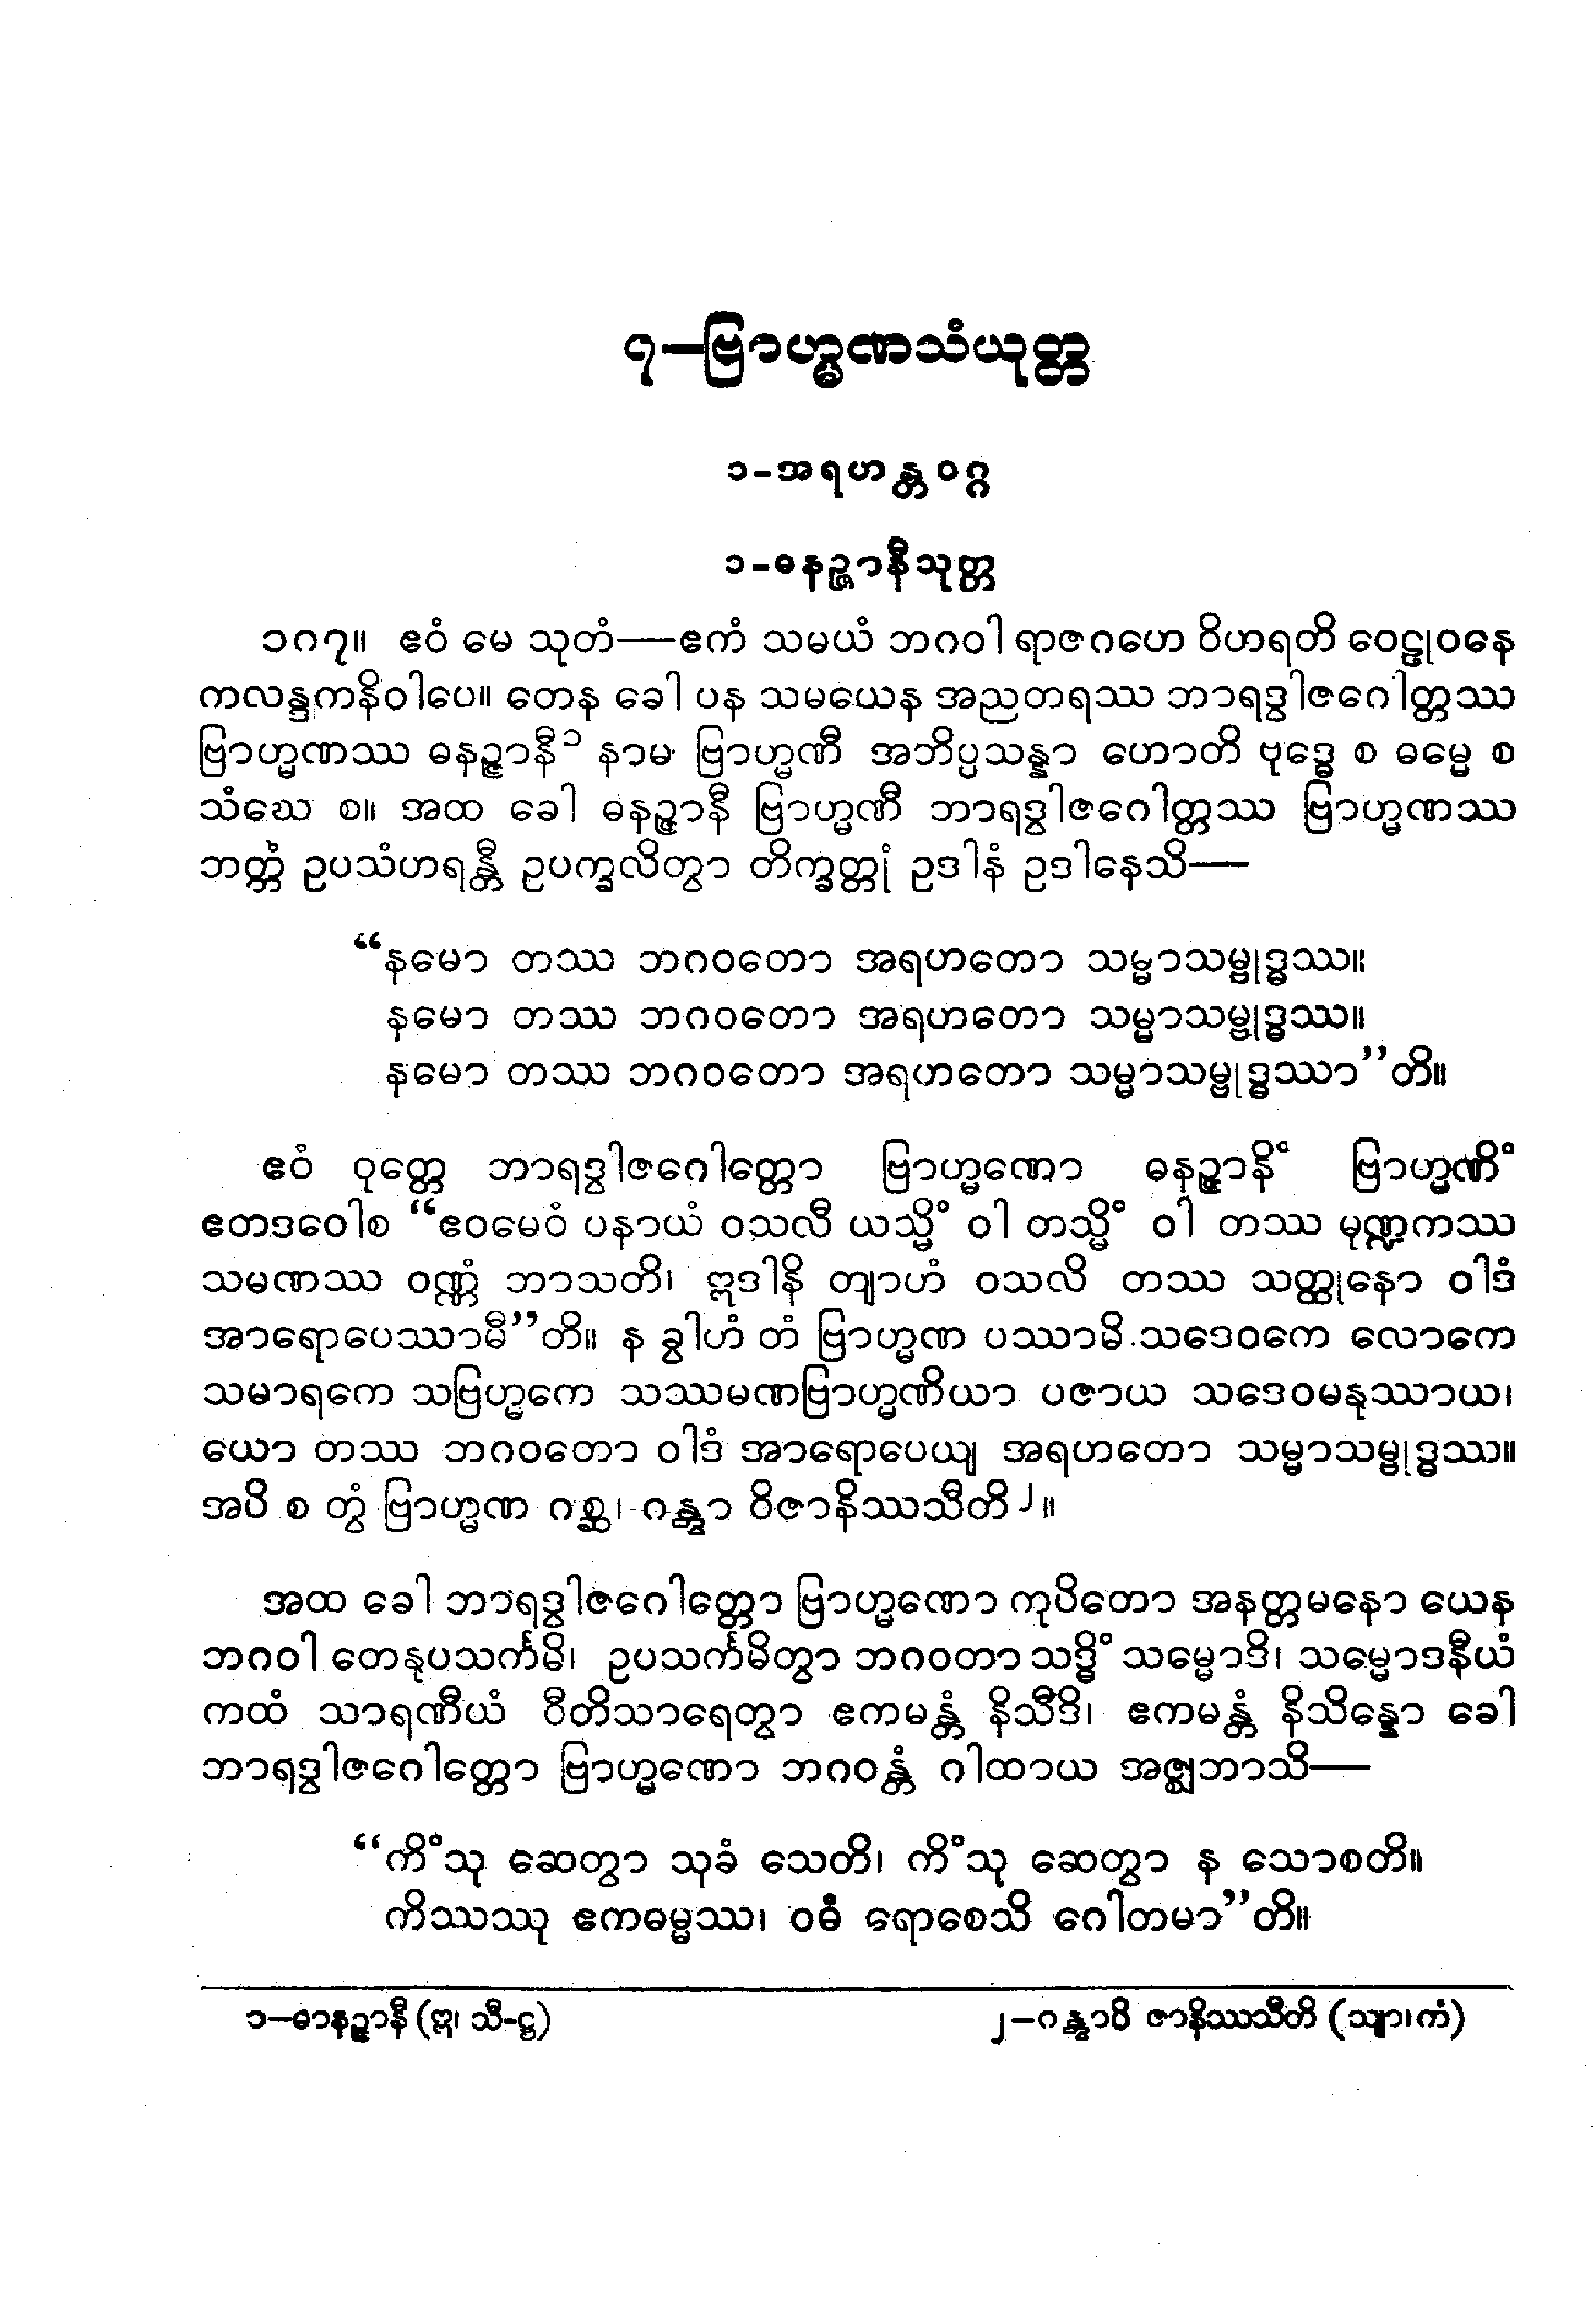 ၇—ဗြာဟ္မဏသံယုတ္တ
၁-အရဟန္တဝဂ္ဂ
၁-ဓနဉ္ဇာနီသုတ္တ
၁၈၇။ ဧဝံ မေ သုတံ—ဧကံ သမယံ ဘဂဝါ ရာဇဂဟေ ဝိဟရတိ ဝေဠုဝနေ
ကလန္ဒကနိဝါပေ။ တေန ခေါ ပန သမယေန အညတရဿ ဘာရဒွါဇဂေါတ္တဿ
ဗြာဟ္မဏဿ ဓနဉ္ဇာနီ၁ နာမ ဗြာဟ္မဏီ အဘိပ္ပသန္နာ ဟောတိ ဗုဒ္ဓေ စ ဓမ္မေ စ
သံဃေ စ။ အထ ခေါ ဓနဉ္ဇာနီ ဗြာဟ္မဏီ ဘာရဒွါဇဂေါတ္တဿ ဗြာဟ္မဏဿ
ဘတ္တံ ဥပသံဟရန္တီ ဥပက္ခလိတွာ တိက္ခတ္တုံ ဥဒါနံ ဥဒါနေသိ—
“နမော တဿ ဘဂဝတော အရဟတော သမ္မာသမ္ဗုဒ္ဓဿ။
နမော တဿ ဘဂဝတော အရဟတော သမ္မာသမ္ဗုဒ္ဓဿ။
နမော တဿ ဘဂဝတော အရဟတော သမ္မာသမ္ဗုဒ္ဓဿာ”တိ။
ဧဝံ ဝုတ္တေ ဘာရဒွါဇဂေါတ္တော ဗြာဟ္မဏော ဓနဉ္ဇာနိံ ဗြာဟ္မဏိံ
ဧတဒဝေါစ “ဧဝမေဝံ ပနာယံ ဝသလီ ယသ္မိံ ဝါ တသ္မိံ ဝါ တဿ မုဏ္ဍကဿ
သမဏဿ ဝဏ္ဏံ ဘာသတိ၊ ဣဒါနိ တျာဟံ ဝသလိ တဿ သတ္ထုနော ဝါဒံ
အာရောပေဿာမီ”တိ။ န ခွါဟံ တံ ဗြာဟ္မဏ ပဿာမိ သဒေဝကေ လောကေ
သမာရကေ သဗြဟ္မကေ သဿမဏဗြာဟ္မဏိယာ ပဇာယ သဒေဝမနုဿာယ၊
ယော တဿ ဘဂဝတော ဝါဒံ အာရောပေယျ အရဟတော သမ္မာသမ္ဗုဒ္ဓဿ။
အပိ စ တွံ ဗြာဟ္မဏ ဂစ္ဆ၊ ဂန္တွာ ဝိဇာနိဿသီတိ၂။
အထ ခေါ ဘာရဒွါဇဂေါတ္တော ဗြာဟ္မဏော ကုပိတော အနတ္တမနော ယေန
ဘဂဝါ တေနုပသင်္ကမိ၊ ဥပသင်္ကမိတွာ ဘဂဝတာ သဒ္ဓိံ သမ္မောဒိ၊ သမ္မောဒနီယံ
ကထံ သာရဏီယံ ဝီတိသာရေတွာ ဧကမန္တံ နိသီဒိ၊ ဧကမန္တံ နိသိန္နော ခေါ
ဘာရဒွါဇဂေါတ္တော ဗြာဟ္မဏော ဘဂဝန္တံ ဂါထာယ အဇ္ဈဘာသိ—
“ကိံသု ဆေတွာ သုခံ သေတိ၊ ကိံသု ဆေတွာ န သောစတိ။
ကိဿဿု ဧကဓမ္မဿ၊ ဝဓံ ရောစေသိ ဂေါတမာ”တိ။
၁—ဓာနဉ္ဇာနီ (ဣ၊ သီ-ဋ္ဌ)
၂—ဂန္တွာပိ ဇာနိဿသီတိ (သျာ၊ကံ)